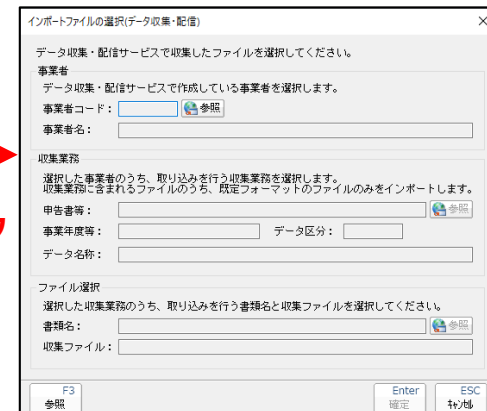 インポートファイルの選択(データ収集・配信)
データ収集・配信サービスで収集したファイルを選択してください。
事業者
データ収集・配信サービスで作成している事業者を選択します。
事業者コード： 参照
事業者名：
収集業務
選択した事業者のうち、取り込みを行う収集業務を選択します。
収集業務に含まれるファイルのうち、既定フォーマットのファイルのみをインポートします。
申告書等： 参照
事業年度等： データ区分：
データ名称：
ファイル選択
選択した収集業務のうち、取り込みを行う書類名と収集ファイルを選択してください。
書類名： 参照
収集ファイル：
F3 Enter ESC
参照 確定 ｷｬﾝｾﾙ